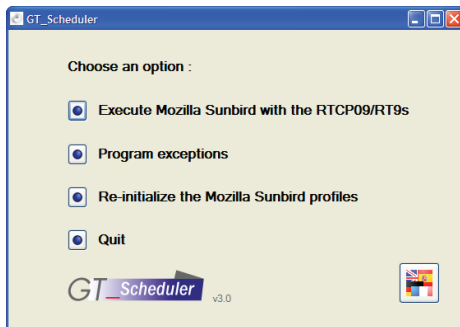 GT_Scheduler
Choose an option :
Execute Mozilla Sunbird with the RTCP09/RT9s
Program exceptions
Re-initialize the Mozilla Sunbird profiles
Quit
GT_Scheduler
v3.0